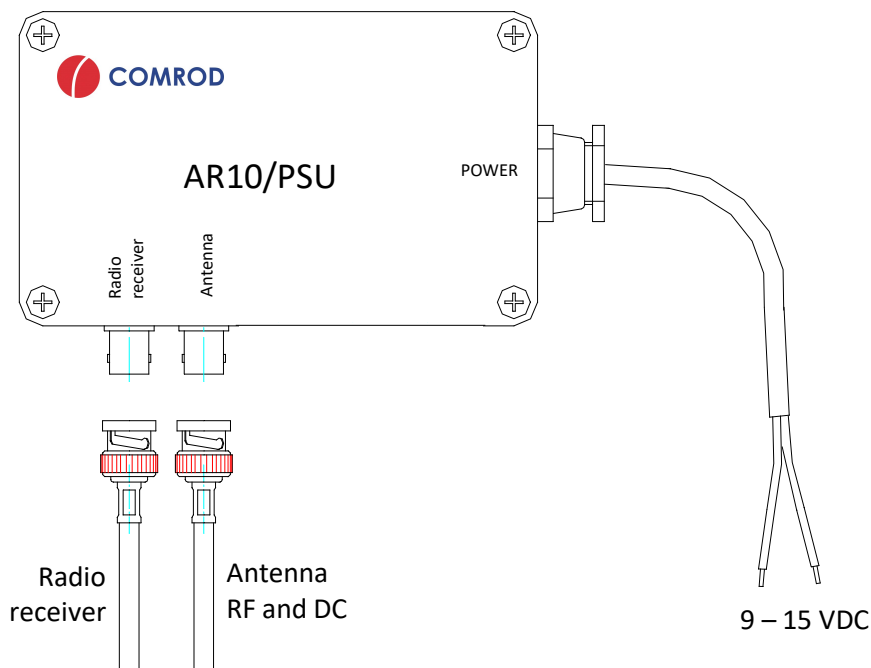 COMROD
AR10/PSU
POWER
Radio
receiver
Antenna
Radio
receiver
Antenna
RF and DC
9 – 15 VDC